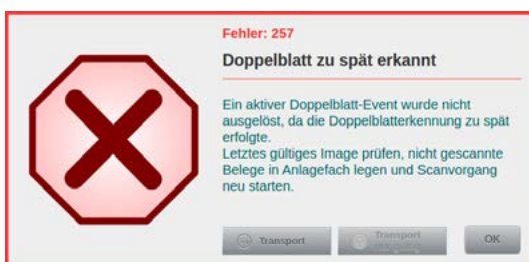 Fehler: 257
Doppelblatt zu spät erkannt
Ein aktiver Doppelblatt-Event wurde nicht
ausgelöst, da die Doppelblatterkennung zu spät
erfolgte.
Letztes gültiges Image prüfen, nicht gescannte
Belege in Anlagefach legen und Scanvorgang
neu starten.
Transport
Transport
OK